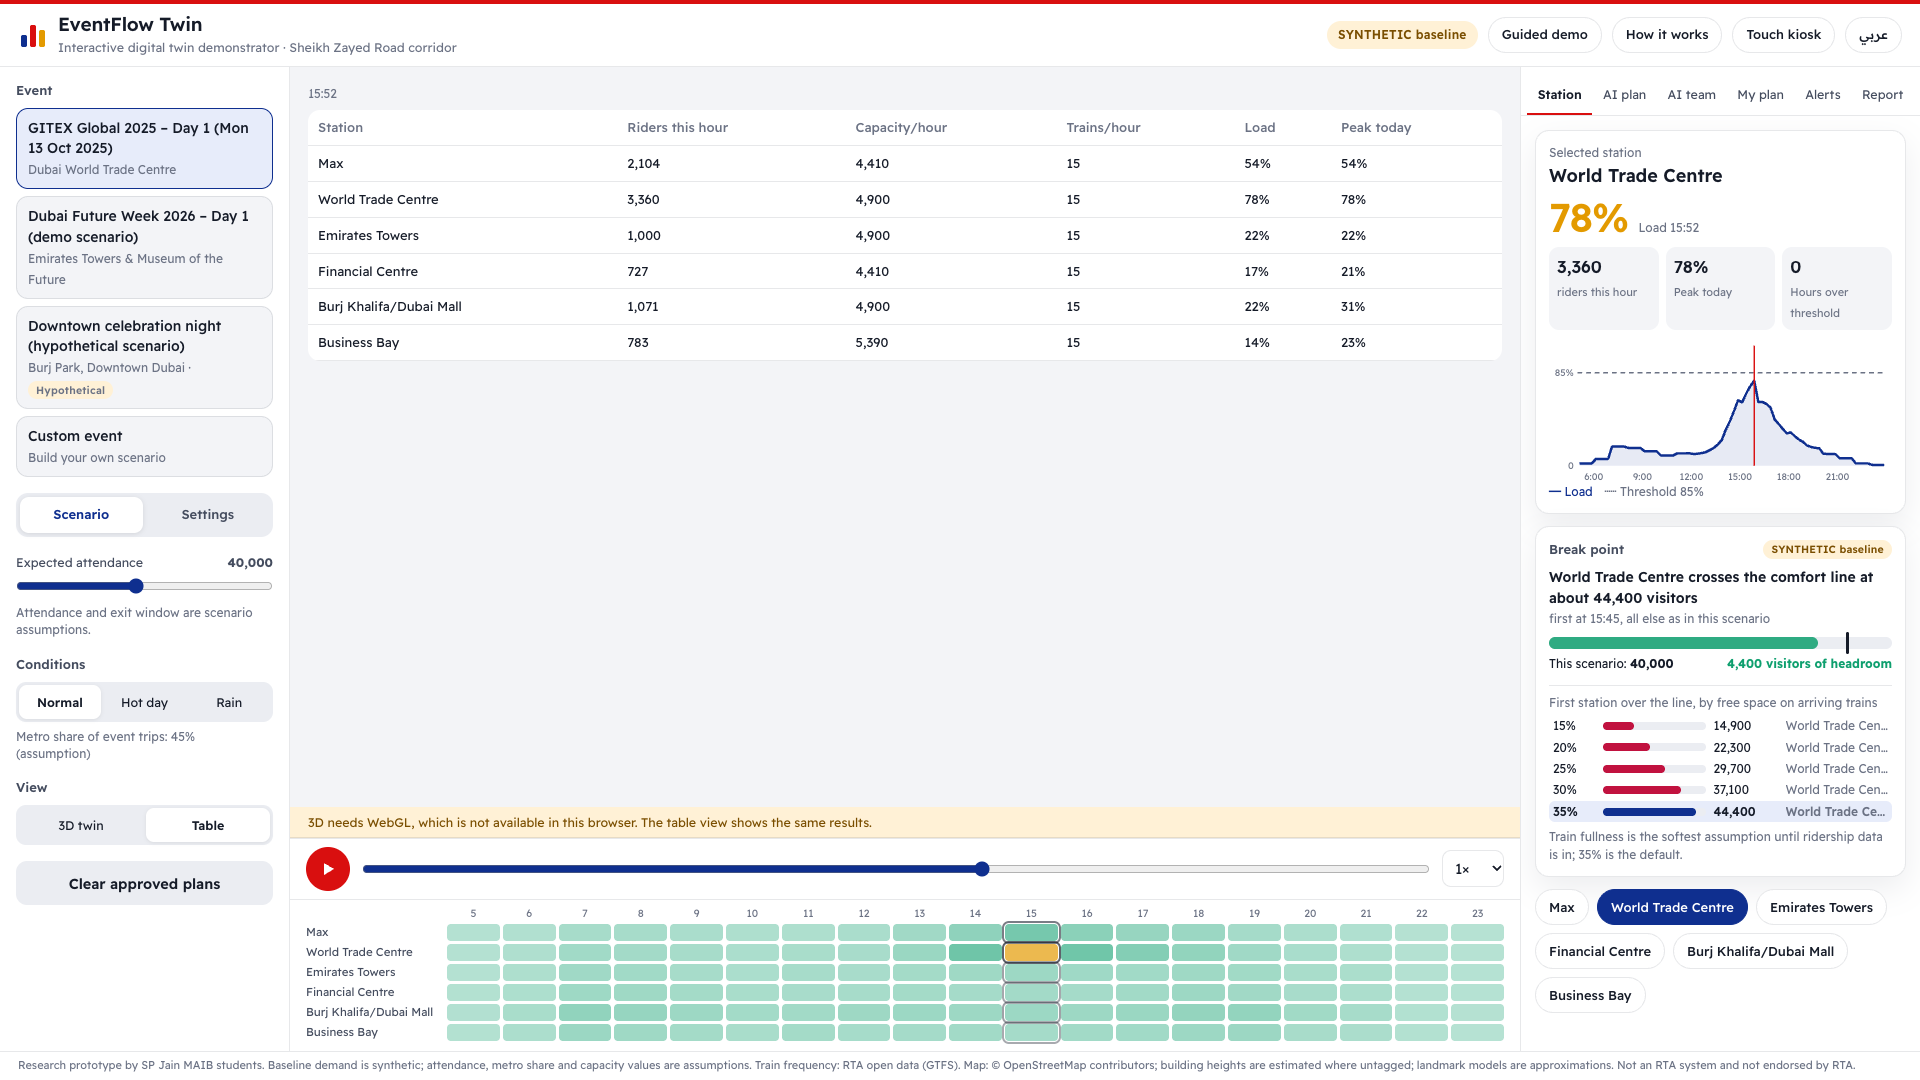 EventFlow Twin
Interactive digital twin demonstrator · Sheikh Zayed Road corridor
SYNTHETIC baseline
Guided demo
How it works
Touch kiosk
عربي
Event
GITEX Global 2025 – Day 1 (Mon
13 Oct 2025)
Dubai World Trade Centre
Dubai Future Week 2026 – Day 1
(demo scenario)
Emirates Towers & Museum of the
Future
Downtown celebration night
(hypothetical scenario)
Burj Park, Downtown Dubai ·
Hypothetical
Custom event
Build your own scenario
Scenario Settings
Expected attendance 40,000
Attendance and exit window are scenario
assumptions.
Conditions
Normal Hot day Rain
Metro share of event trips: 45%
(assumption)
View
3D twin Table
Clear approved plans
15:52
Station Riders this hour Capacity/hour Trains/hour Load Peak today
Max 2,104 4,410 15 54% 54%
World Trade Centre 3,360 4,900 15 78% 78%
Emirates Towers 1,000 4,900 15 22% 22%
Financial Centre 727 4,410 15 17% 21%
Burj Khalifa/Dubai Mall 1,071 4,900 15 22% 31%
Business Bay 783 5,390 15 14% 23%
3D needs WebGL, which is not available in this browser. The table view shows the same results.
1×
5 6 7 8 9 10 11 12 13 14 15 16 17 18 19 20 21 22 23
Max
World Trade Centre
Emirates Towers
Financial Centre
Burj Khalifa/Dubai Mall
Business Bay
Station AI plan AI team My plan Alerts Report
Selected station
World Trade Centre
78% Load 15:52
3,360 78% 0
riders this hour Peak today Hours over
threshold
85%
0
6:00 9:00 12:00 15:00 18:00 21:00
Load Threshold 85%
Break point SYNTHETIC baseline
World Trade Centre crosses the comfort line at
about 44,400 visitors
first at 15:45, all else as in this scenario
This scenario: 40,000 4,400 visitors of headroom
First station over the line, by free space on arriving trains
15% 14,900 World Trade Cen...
20% 22,300 World Trade Cen...
25% 29,700 World Trade Cen...
30% 37,100 World Trade Cen...
35% 44,400 World Trade Ce...
Train fullness is the softest assumption until ridership data
is in; 35% is the default.
Max World Trade Centre Emirates Towers
Financial Centre Burj Khalifa/Dubai Mall
Business Bay
Research prototype by SP Jain MAIB students. Baseline demand is synthetic; attendance, metro share and capacity values are assumptions. Train frequency: RTA open data (GTFS). Map: © OpenStreetMap contributors; building heights are estimated where untagged; landmark models are approximations. Not an RTA system and not endorsed by RTA.